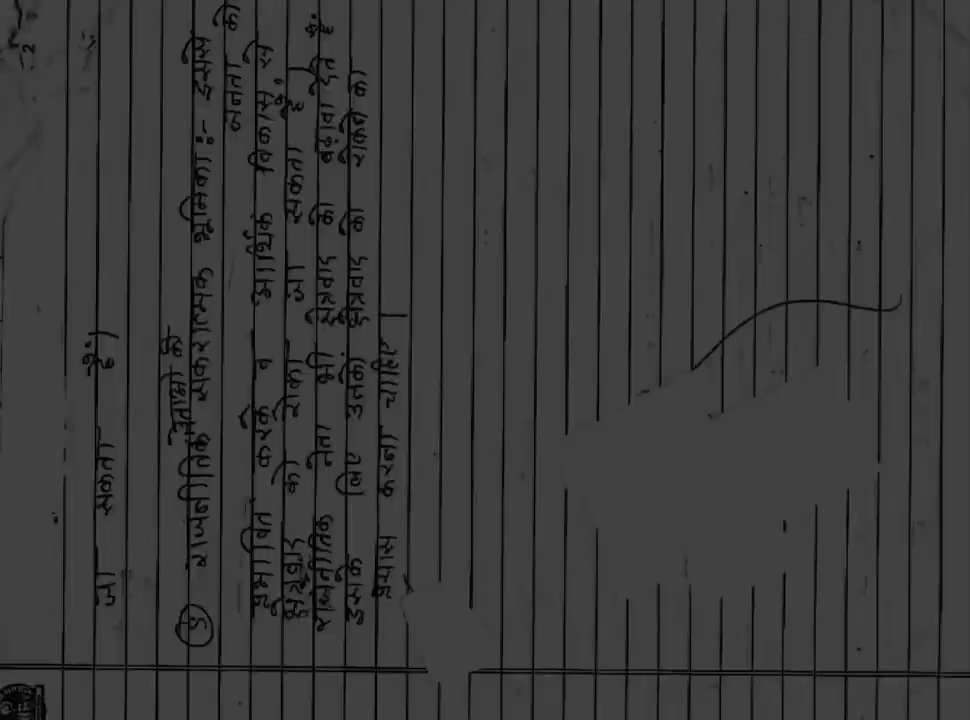 जा सकता है।
(5) राजनीतिक नेताओं की सकरात्मक भूमिका :- इससे
जनता को
प्रभावित करके व आर्थिक विकास से
क्षेत्रवाद को रोका जा सकता है।
राजनीतिक नेता भी क्षेत्रवाद को बढ़ावा देते हैं
इसके लिए उनको क्षेत्रवाद को रोकने का
प्रयास करना चाहिए।